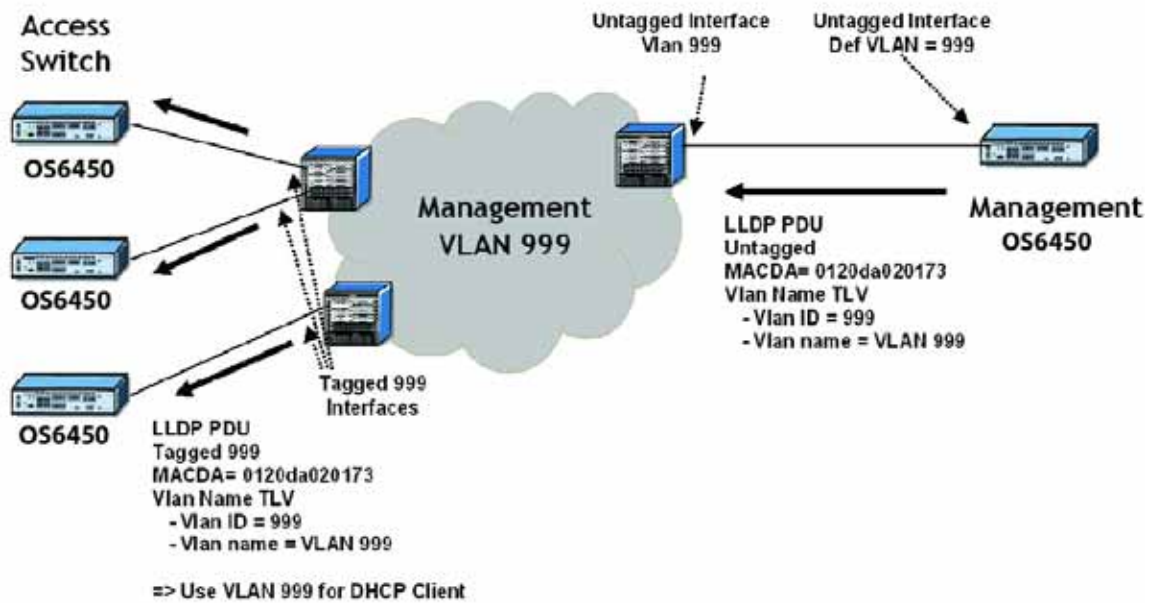 Access
Switch
OS6450
OS6450
OS6450
Untagged Interface
Vlan 999
Untagged Interface
Def VLAN = 999
Management
VLAN 999
Management
OS6450
LLDP PDU
Untagged
MACDA= 0120da020173
Vlan Name TLV
- Vlan ID = 999
- Vlan name = VLAN 999
Tagged 999
Interfaces
LLDP PDU
Tagged 999
MACDA= 0120da020173
Vlan Name TLV
- Vlan ID = 999
- Vlan name = VLAN 999
=> Use VLAN 999 for DHCP Client